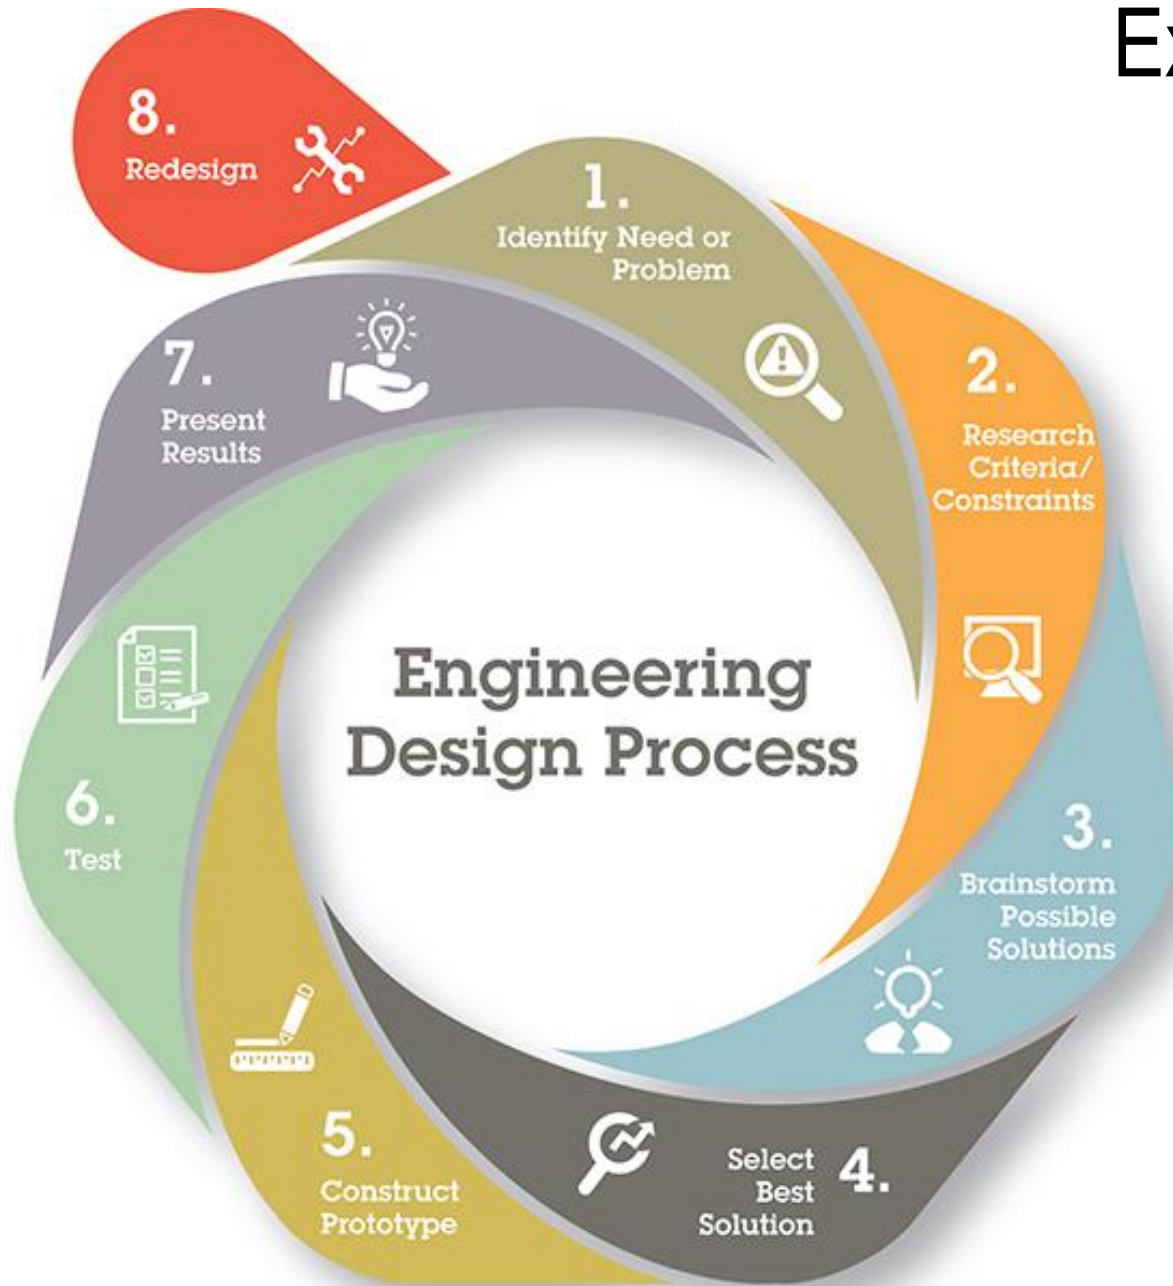 8.
Redesign
1.
Identify Need or
Problem
2.
Research
Criteria/
Constraints
3.
Brainstorm
Possible
Solutions
Select
Best
Solution
4.
5.
Construct
Prototype
6.
Test
7.
Present
Results
Engineering
Design Process